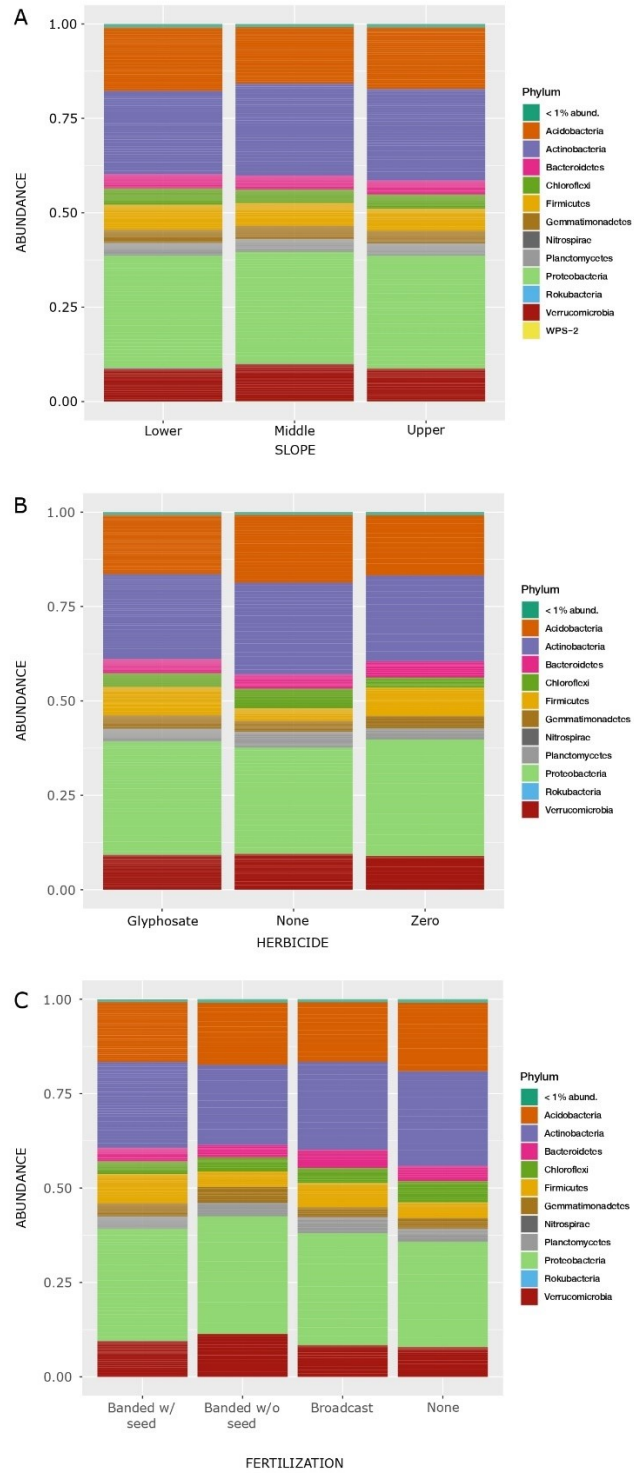 A
1.00
0.75
0.50
0.25
0.00
ABUNDANCE
Lower
Middle
Upper
SLOPE
Phylum
< 1% abund.
Acidobacteria
Actinobacteria
Bacteroidetes
Chloroflexi
Firmicutes
Gemmatimonadetes
Nitrospirae
Planctomycetes
Proteobacteria
Rokubacteria
Verrucomicrobia
WPS-2
B
1.00
0.75
0.50
0.25
0.00
ABUNDANCE
Glyphosate
None
Zero
HERBICIDE
Phylum
< 1% abund.
Acidobacteria
Actinobacteria
Bacteroidetes
Chloroflexi
Firmicutes
Gemmatimonadetes
Nitrospirae
Planctomycetes
Proteobacteria
Rokubacteria
Verrucomicrobia
C
1.00
0.75
0.50
0.25
0.00
ABUNDANCE
Banded w/
seed
Banded w/o
seed
Broadcast
None
FERTILIZATION
Phylum
< 1% abund.
Acidobacteria
Actinobacteria
Bacteroidetes
Chloroflexi
Firmicutes
Gemmatimonadetes
Nitrospirae
Planctomycetes
Proteobacteria
Rokubacteria
Verrucomicrobia